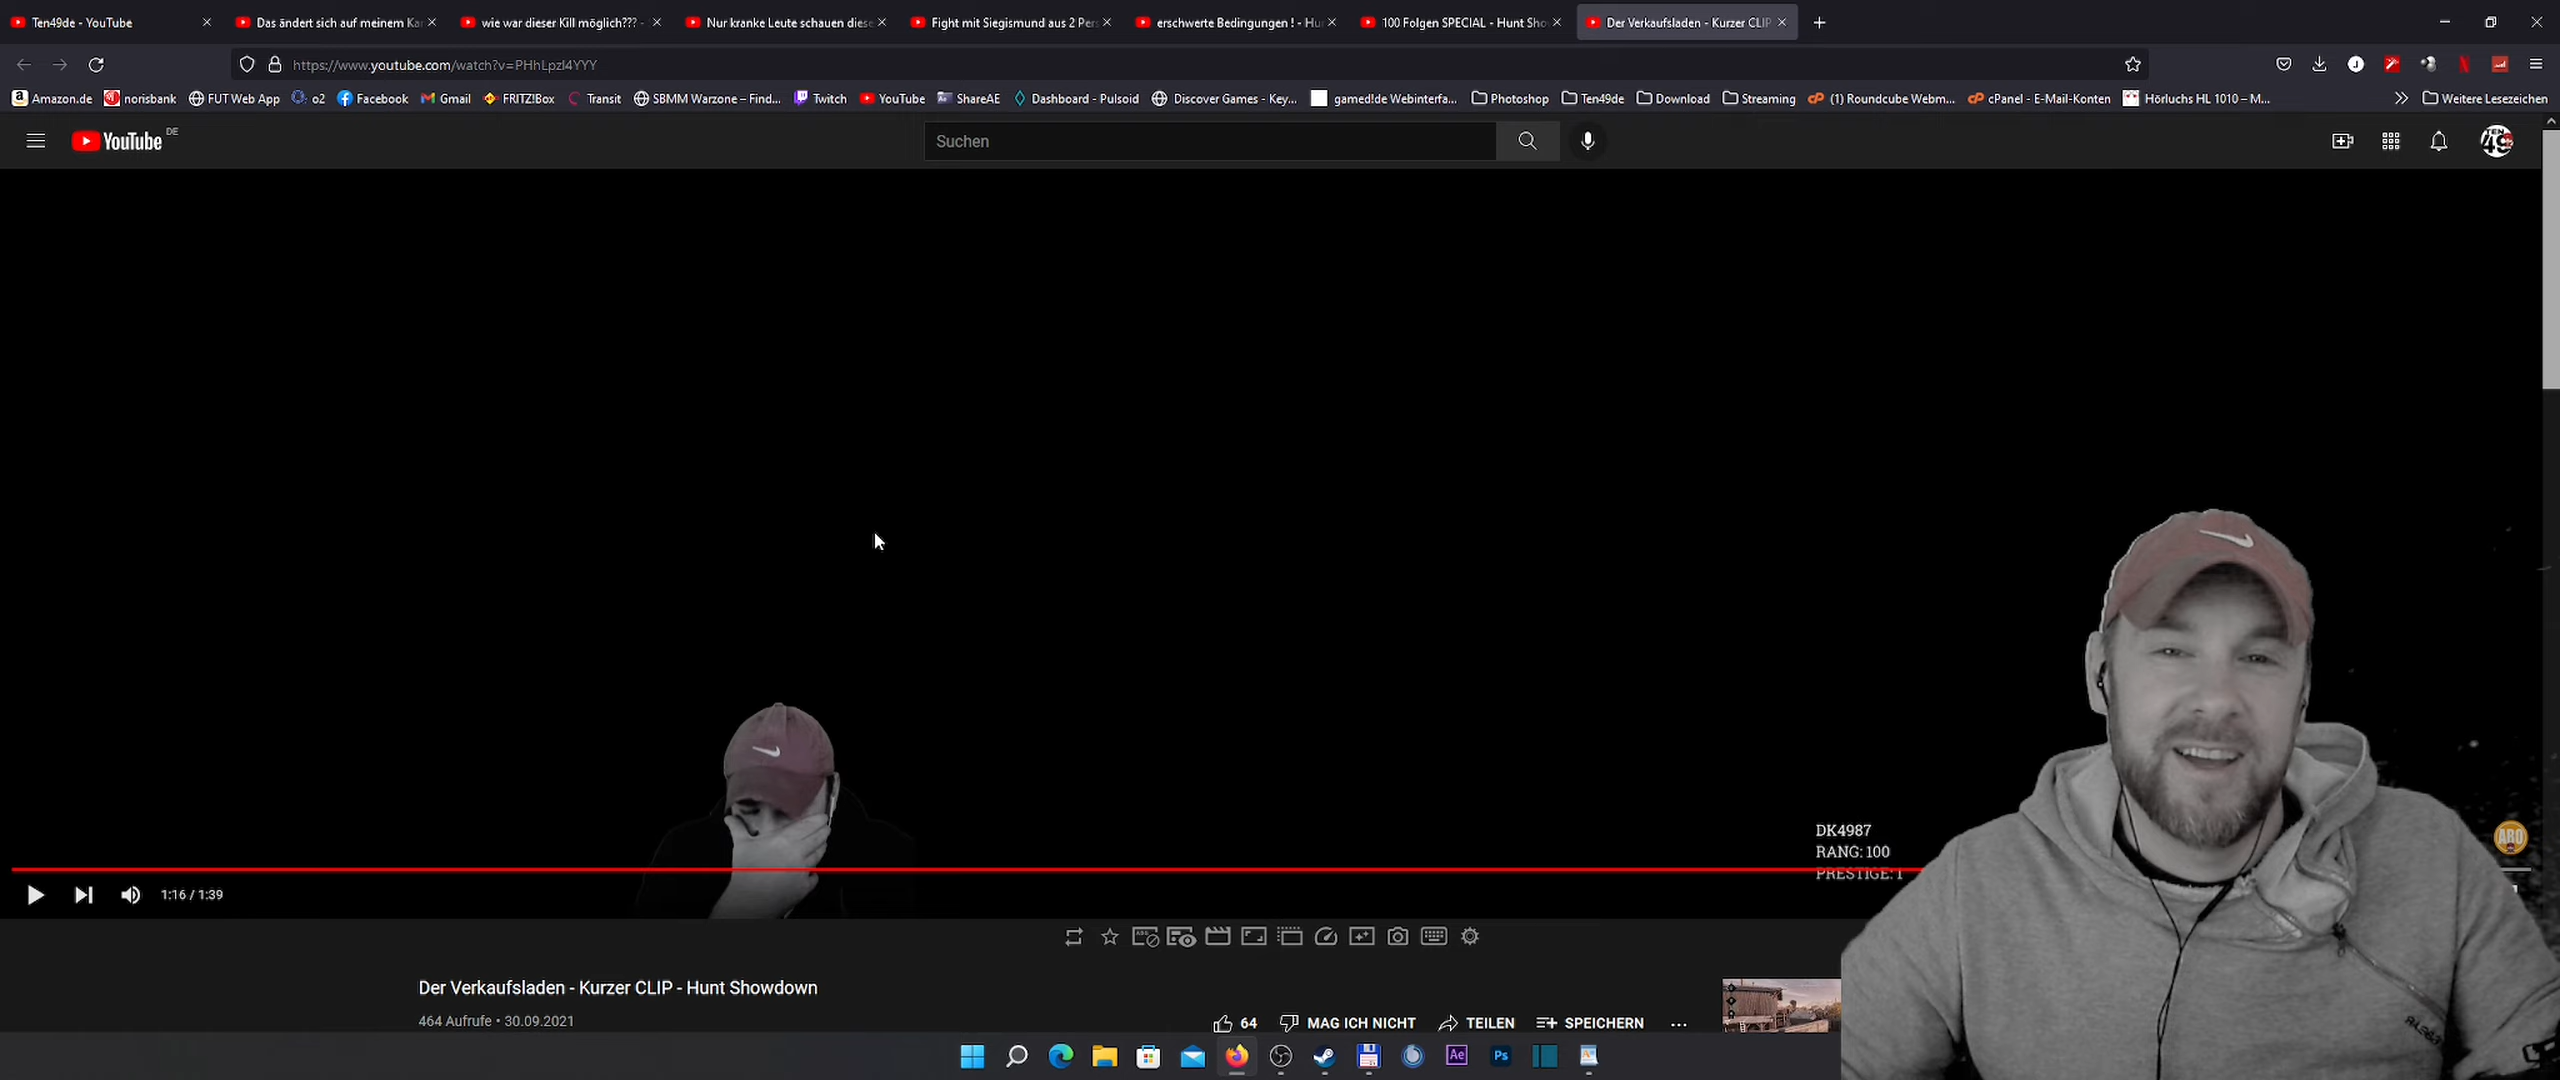 Ten49de - YouTube
Das ändert sich auf meinem Ka
wie war dieser Kill möglich??? -
Nur kranke Leute schauen diese
Fight mit Siegismund aus 2 Per
erschwerte Bedingungen ! - Hu
100 Folgen SPECIAL - Hunt Sho
Der Verkaufsladen - Kurzer CLIP
https://www.youtube.com/watch?v=PHhLpzI4YYY
Amazon.de
norisbank
FUT Web App
o2
Facebook
Gmail
FRITZ!Box
Transit
SBMM Warzone – Find...
Twitch
YouTube
ShareAE
Dashboard - Pulsoid
Discover Games - Key...
gamed!de Webinterfa...
Photoshop
Ten49de
Download
Streaming
(1) Roundcube Webm...
cPanel - E-Mail-Konten
Hörluchs HL 1010 – M...
Weitere Lesezeichen
YouTube DE
Suchen
DK4987
RANG: 100
PRESTIGE: 1
1:16 / 1:39
Der Verkaufsladen - Kurzer CLIP - Hunt Showdown
464 Aufrufe • 30.09.2021
64
MAG ICH NICHT
TEILEN
SPEICHERN
Ae
Ps